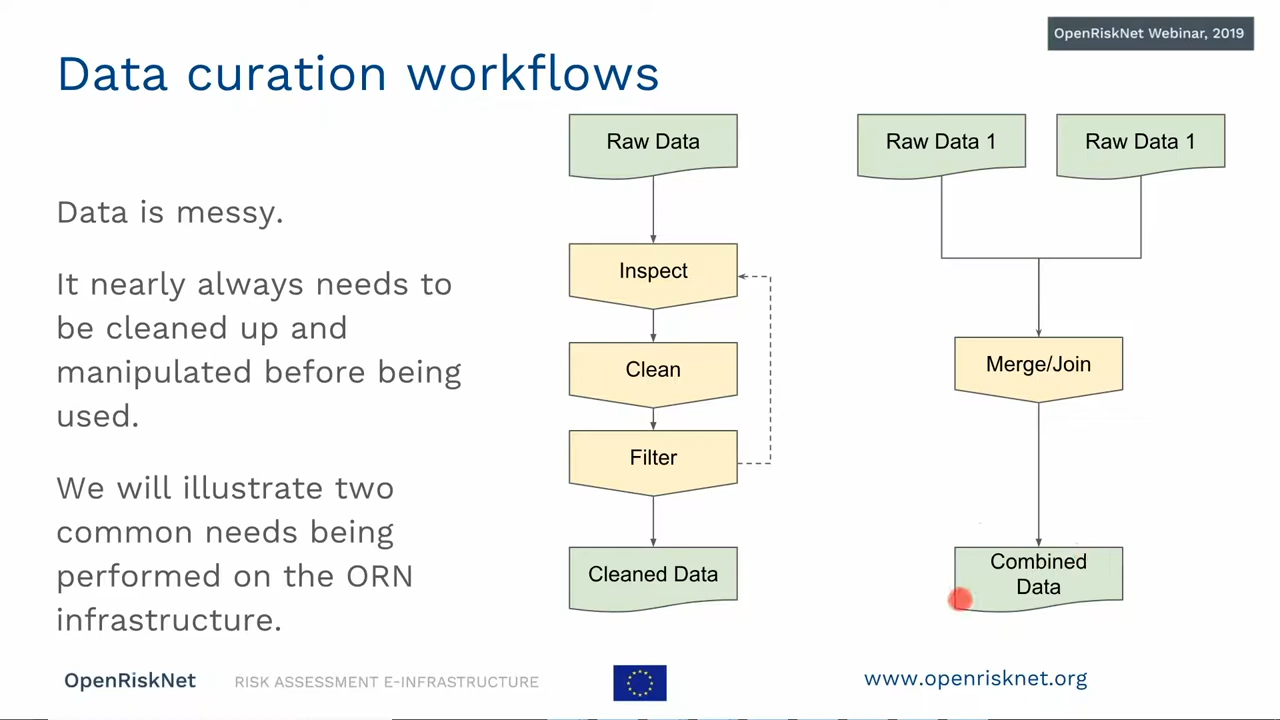 OpenRiskNet Webinar, 2019
Data curation workflows
Data is messy.
It nearly always needs to
be cleaned up and
manipulated before being
used.
We will illustrate two
common needs being
performed on the ORN
infrastructure.
Raw Data
Inspect
Clean
Filter
Cleaned Data
Raw Data 1
Raw Data 1
Merge/Join
Combined
Data
OpenRiskNet
RISK ASSESSMENT E-INFRASTRUCTURE
www.openrisknet.org